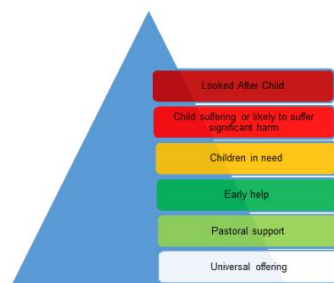 Looked After Child
Child suffering or likely to suffer
significant harm
Children in need
Early help
Pastoral support
Universal offering